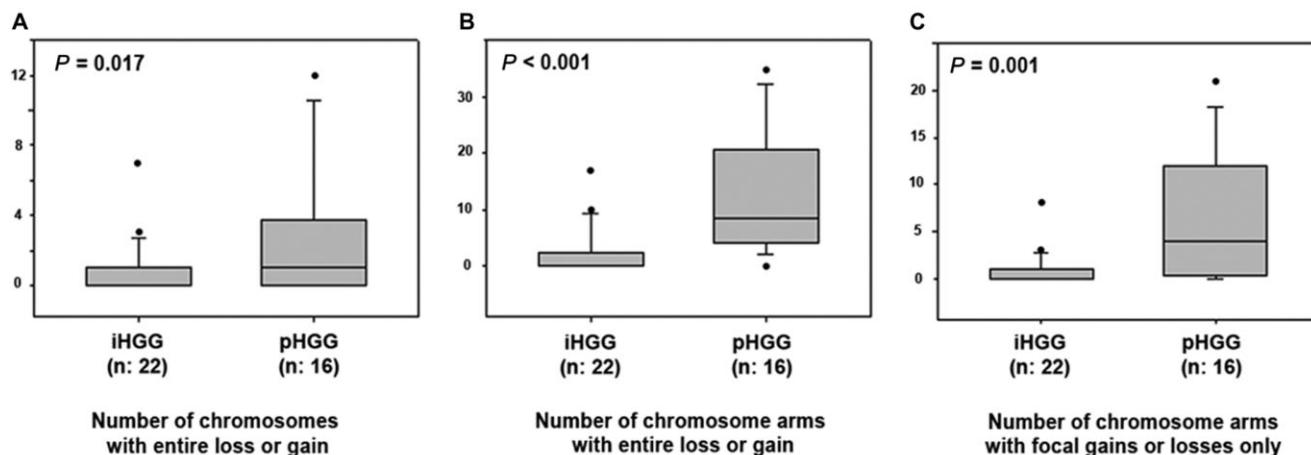 A
P = 0.017
12
8
4
0
iHGG
(n: 22)
pHGG
(n: 16)
Number of chromosomes
with entire loss or gain
B
P < 0.001
30
20
10
0
iHGG
(n: 22)
pHGG
(n: 16)
Number of chromosome arms
with entire loss or gain
C
P = 0.001
20
15
10
5
0
iHGG
(n: 22)
pHGG
(n: 16)
Number of chromosome arms
with focal gains or losses only